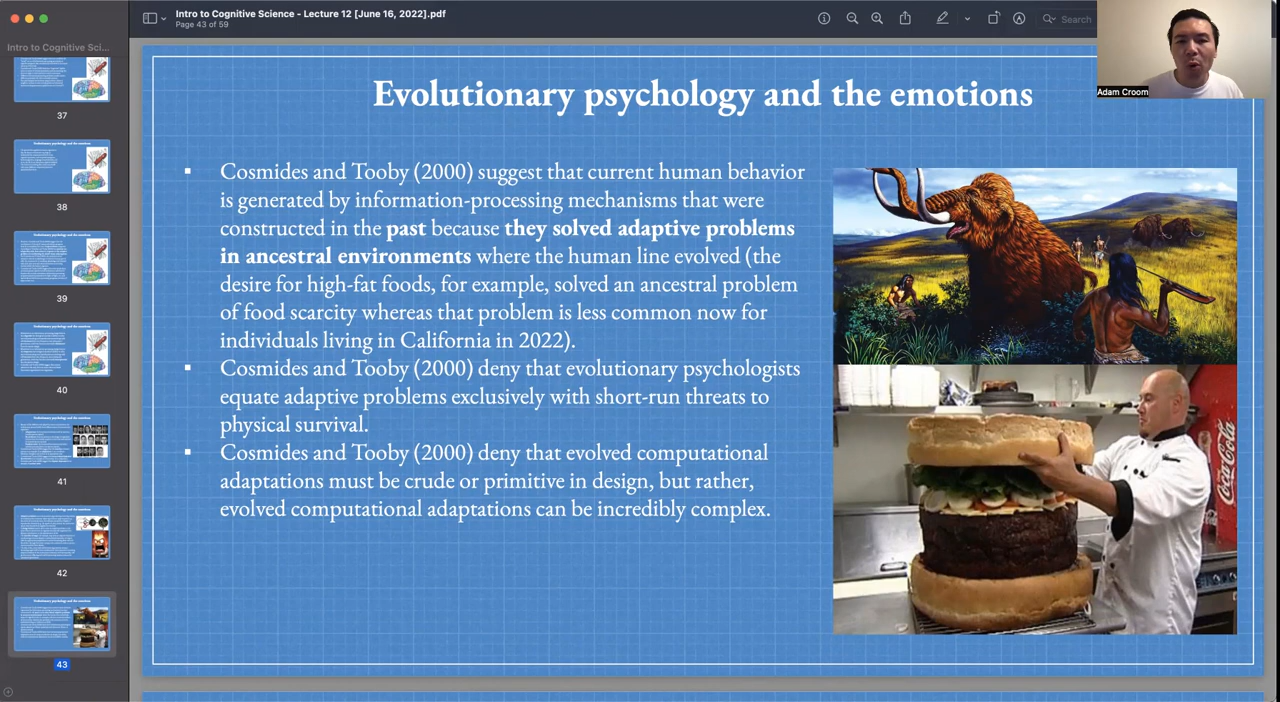 Intro to Cognitive Science - Lecture 12 [June 16, 2022].pdf
Page 43 of 59
Search
Intro to Cognitive Sci...
Adam Croom
37
38
39
40
41
42
43
Evolutionary psychology and the emotions
▪ Cosmides and Tooby (2000) suggest that current human behavior
is generated by information-processing mechanisms that were
constructed in the past because they solved adaptive problems
in ancestral environments where the human line evolved (the
desire for high-fat foods, for example, solved an ancestral problem
of food scarcity whereas that problem is less common now for
individuals living in California in 2022).
▪ Cosmides and Tooby (2000) deny that evolutionary psychologists
equate adaptive problems exclusively with short-run threats to
physical survival.
▪ Cosmides and Tooby (2000) deny that evolved computational
adaptations must be crude or primitive in design, but rather,
evolved computational adaptations can be incredibly complex.
Coca-Cola